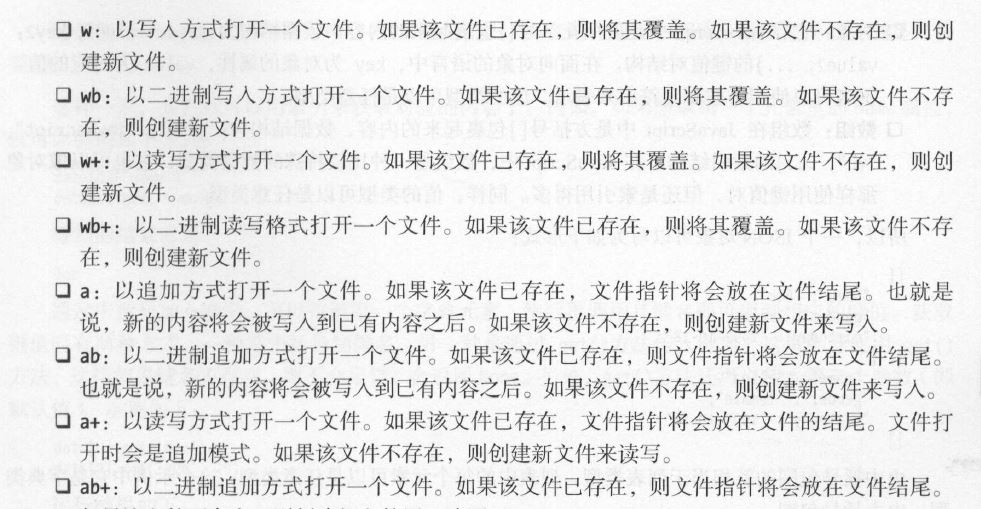 ❑ w：以写入方式打开一个文件。如果该文件已存在，则将其覆盖。如果该文件不存在，则创
建新文件。
❑ wb：以二进制写入方式打开一个文件。如果该文件已存在，则将其覆盖。如果该文件不存
在，则创建新文件。
❑ w+：以读写方式打开一个文件。如果该文件已存在，则将其覆盖。如果该文件不存在，则创
建新文件。
❑ wb+：以二进制读写格式打开一个文件。如果该文件已存在，则将其覆盖。如果该文件不存
在，则创建新文件。
❑ a：以追加方式打开一个文件。如果该文件已存在，文件指针将会放在文件结尾。也就是
说，新的内容将会被写入到已有内容之后。如果该文件不存在，则创建新文件来写入。
❑ ab：以二进制追加方式打开一个文件。如果该文件已存在，则文件指针将会放在文件结尾。
也就是说，新的内容将会被写入到已有内容之后。如果该文件不存在，则创建新文件来写入。
❑ a+：以读写方式打开一个文件。如果该文件已存在，文件指针将会放在文件的结尾。文件打
开时会是追加模式。如果该文件不存在，则创建新文件来读写。
❑ ab+：以二进制追加方式打开一个文件。如果该文件已存在，则文件指针将会放在文件结尾。